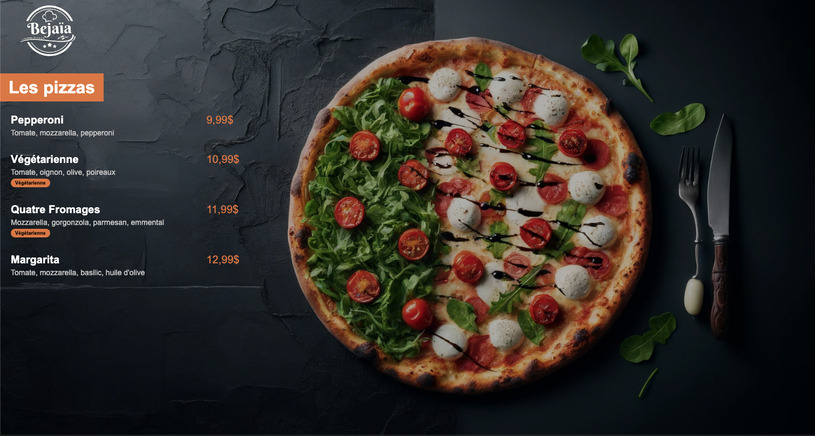 Bejaïa
Les pizzas
Pepperoni 9,99$
Tomate, mozzarella, pepperoni
Végétarienne 10,99$
Tomate, oignon, olive, poireaux
Végétarienne
Quatre Fromages 11,99$
Mozzarella, gorgonzola, parmesan, emmental
Végétarienne
Margarita 12,99$
Tomate, mozzarella, basilic, huile d'olive